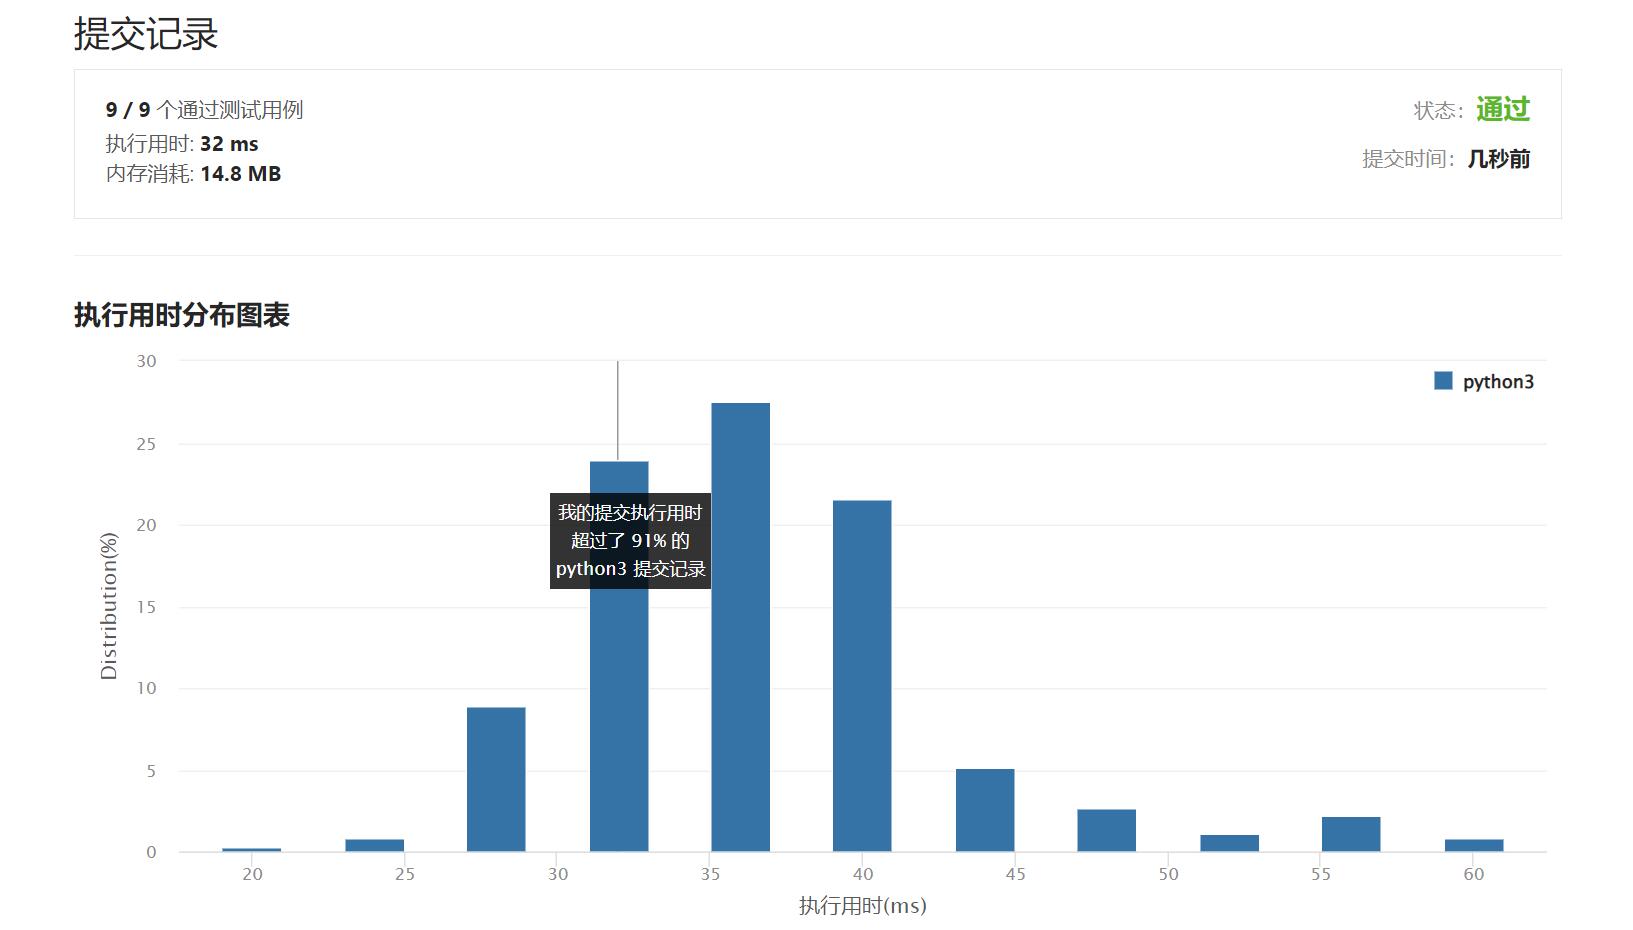 提交记录
9 / 9 个通过测试用例
状态：通过
执行用时: 32 ms
提交时间：几秒前
内存消耗: 14.8 MB
执行用时分布图表
python3
30
25
20
15
10
5
0
Distribution(%)
我的提交执行用时
超过了 91% 的
python3 提交记录
20 25 30 35 40 45 50 55 60
执行用时(ms)